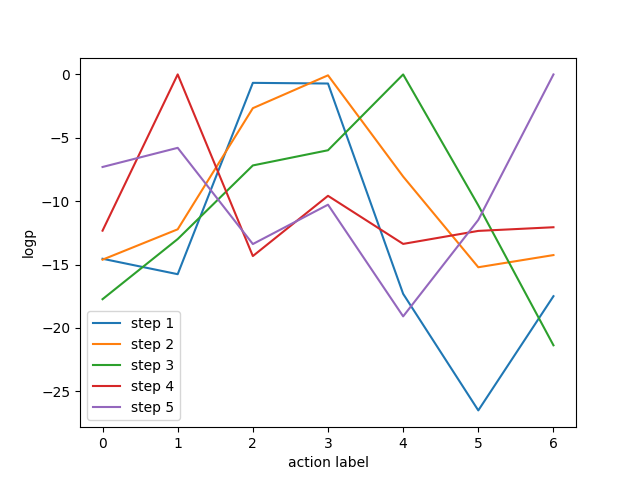 0
−5
−10
−15
−20
−25
logp
step 1
step 2
step 3
step 4
step 5
0 1 2 3 4 5 6
action label